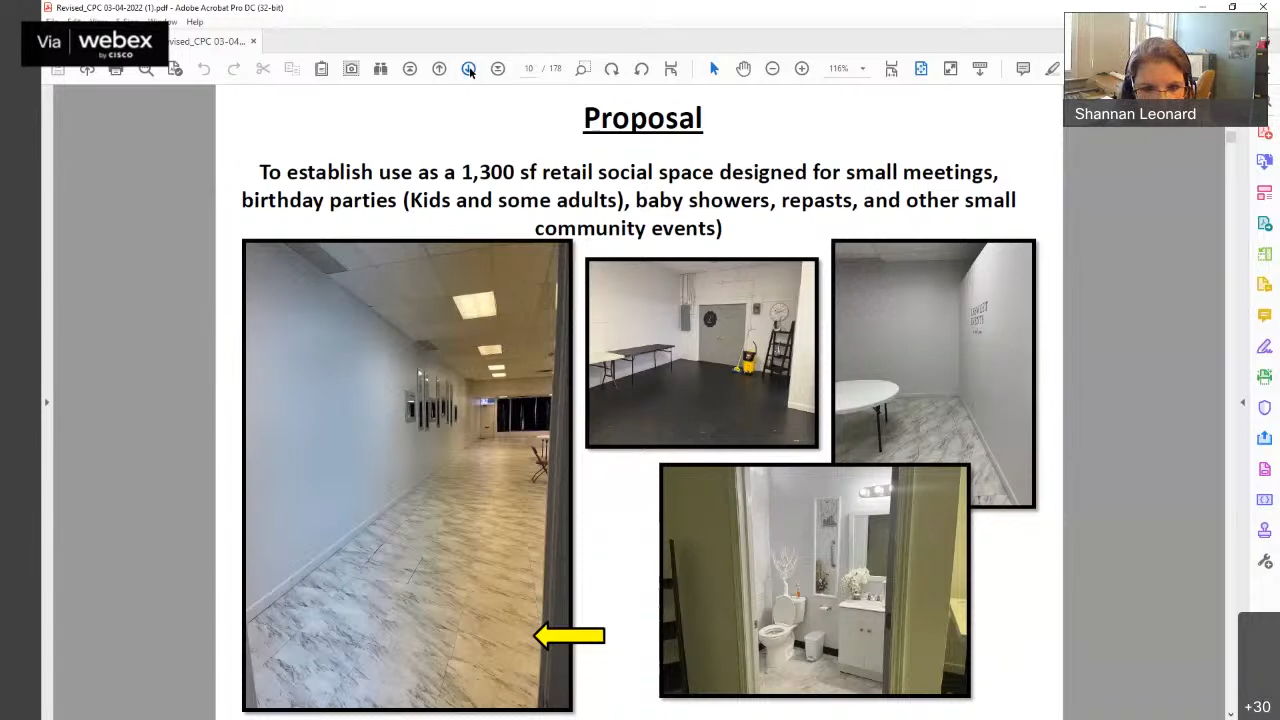 Revised_CPC 03-04-2022 (1).pdf - Adobe Acrobat Pro DC (32-bit)
Window Help
Via webex
by CISCO
vised_CPC 03-04... ×
10 / 178
116%
Shannan Leonard
Proposal
To establish use as a 1,300 sf retail social space designed for small meetings,
birthday parties (Kids and some adults), baby showers, repasts, and other small
community events)
+30